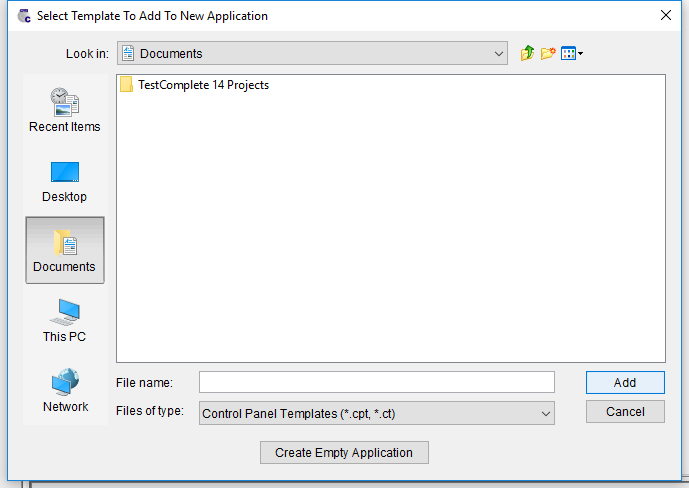 Select Template To Add To New Application
Look in:
Documents
TestComplete 14 Projects
Recent Items
Desktop
Documents
This PC
Network
File name:
Add
Files of type:
Control Panel Templates (*.cpt, *.ct)
Cancel
Create Empty Application